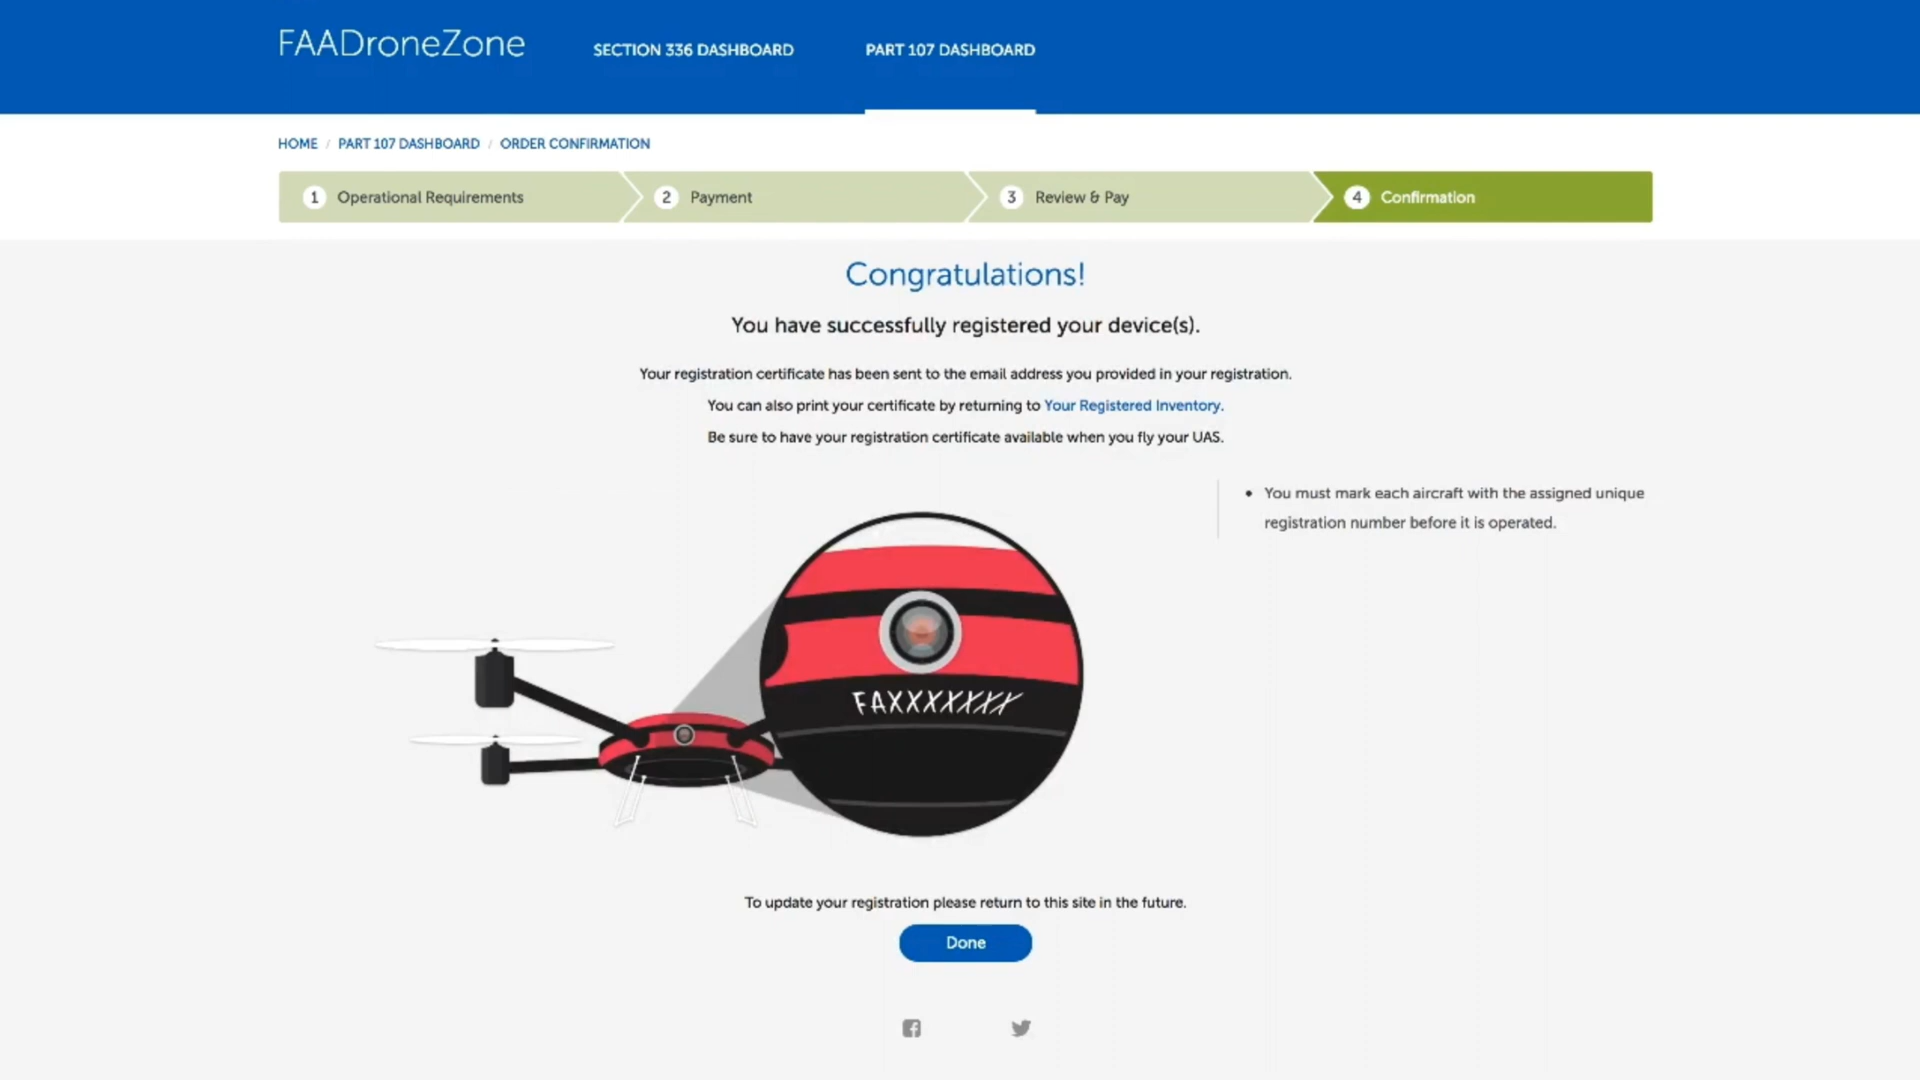 FAADroneZone
SECTION 336 DASHBOARD
PART 107 DASHBOARD
HOME / PART 107 DASHBOARD / ORDER CONFIRMATION
1 Operational Requirements
2 Payment
3 Review & Pay
4 Confirmation
Congratulations!
You have successfully registered your device(s).
Your registration certificate has been sent to the email address you provided in your registration.
You can also print your certificate by returning to Your Registered Inventory.
Be sure to have your registration certificate available when you fly your UAS.
• You must mark each aircraft with the assigned unique
registration number before it is operated.
FAXXXXXXX
To update your registration please return to this site in the future.
Done